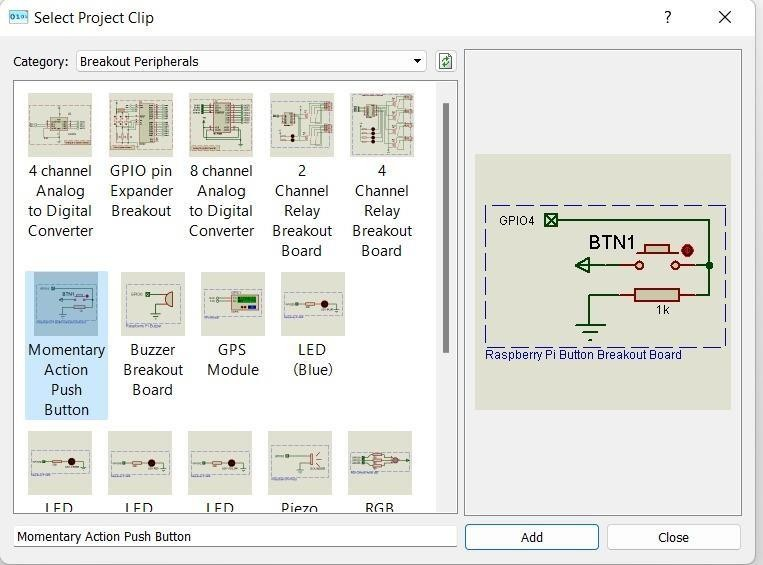 Select Project Clip
?
Category:
Breakout Peripherals
4 channel
Analog
to Digital
Converter
GPIO pin
Expander
Breakout
8 channel
Analog
to Digital
Converter
2
Channel
Relay
Breakout
Board
4
Channel
Relay
Breakout
Board
Momentary
Action
Push
Button
Buzzer
Breakout
Board
GPS
Module
LED
(Blue)
LED
LED
LED
Piezo
RGB
GPIO4
BTN1
1k
Raspberry Pi Button Breakout Board
Momentary Action Push Button
Add
Close